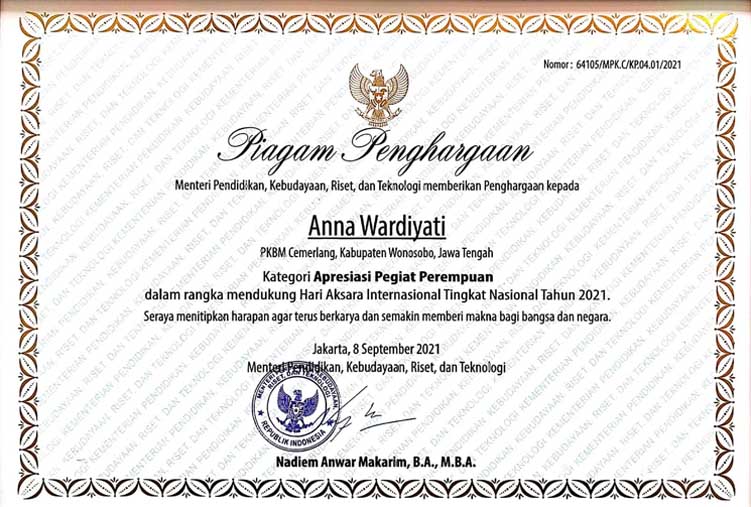 Nomor : 64105/MPK.C/KP.04.01/2021
Piagam Penghargaan
Menteri Pendidikan, Kebudayaan, Riset, dan Teknologi memberikan Penghargaan kepada
Anna Wardiyati
PKBM Cemerlang, Kabupaten Wonosobo, Jawa Tengah
Kategori Apresiasi Pegiat Perempuan
dalam rangka mendukung Hari Aksara Internasional Tingkat Nasional Tahun 2021.
Seraya menitipkan harapan agar terus berkarya dan semakin memberi makna bagi bangsa dan negara.
Jakarta, 8 September 2021
Menteri Pendidikan, Kebudayaan, Riset, dan Teknologi
MENTERI PENDIDIKAN, KEBUDAYAAN,
RISET, DAN TEKNOLOGI
REPUBLIK INDONESIA
Nadiem Anwar Makarim, B.A., M.B.A.